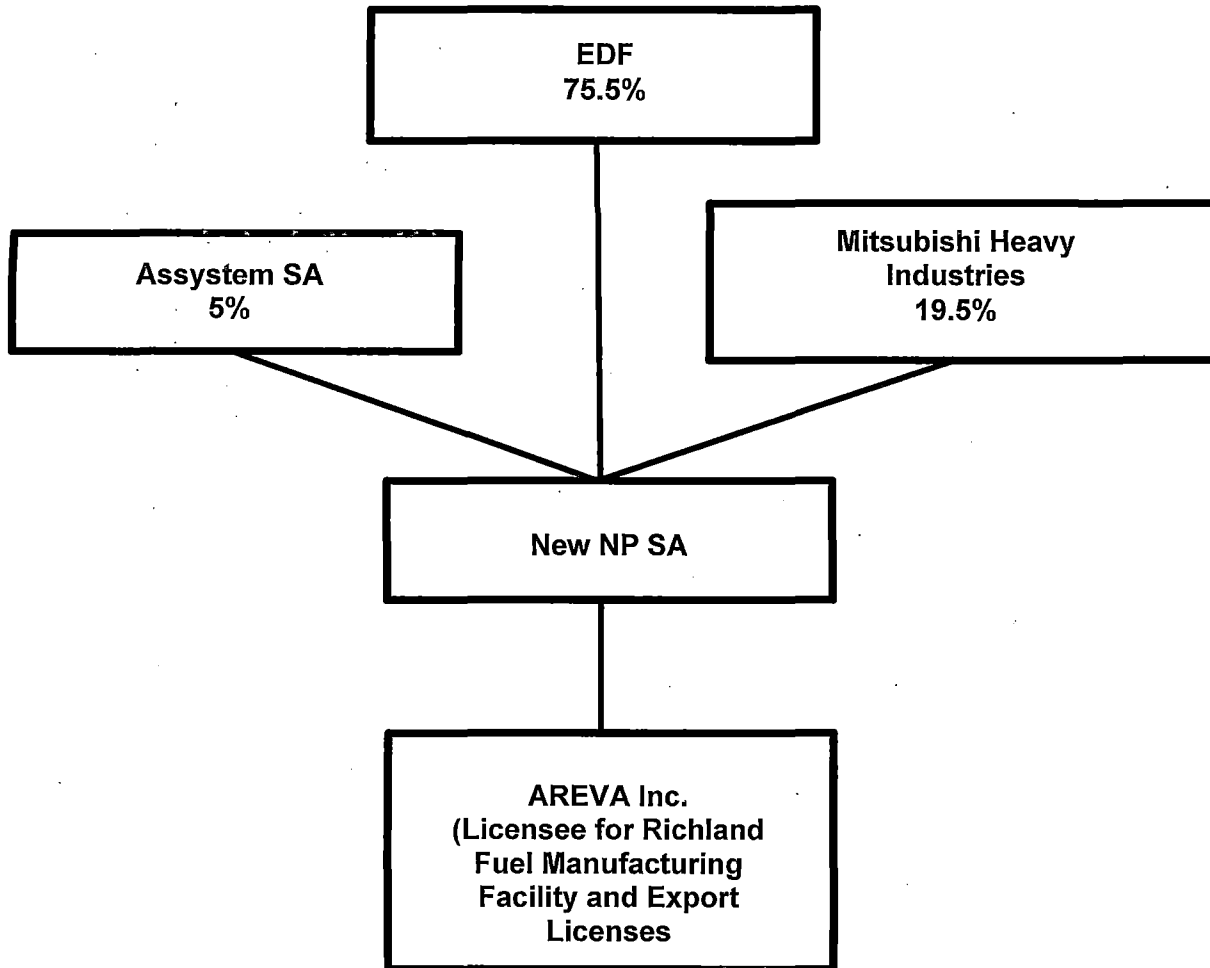 EDF
75.5%
Assystem SA
5%
Mitsubishi Heavy
Industries
19.5%
New NP SA
AREVA Inc.
(Licensee for Richland
Fuel Manufacturing
Facility and Export
Licenses